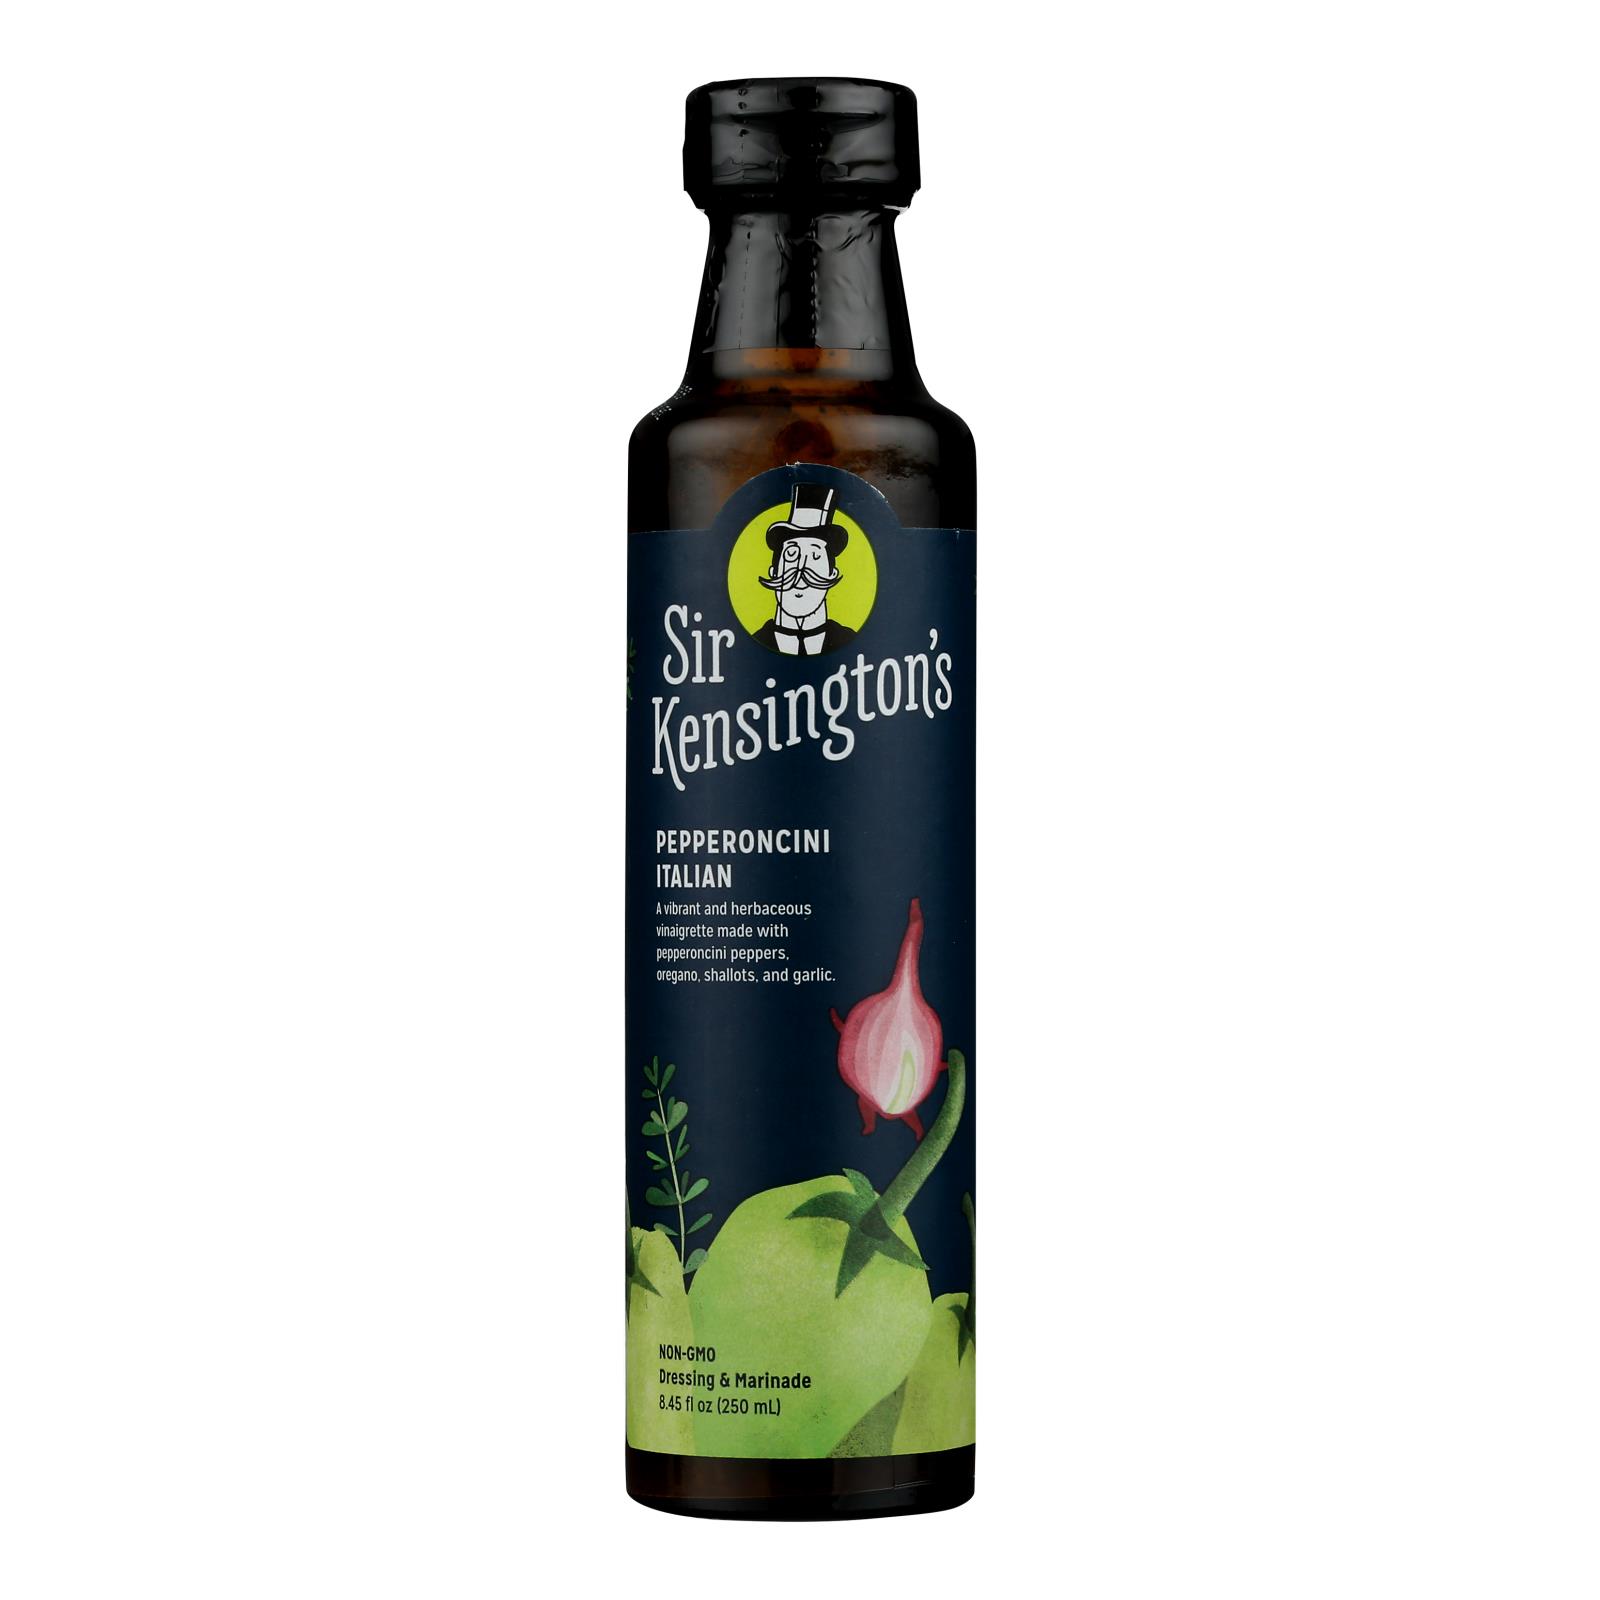 Sir
Kensington's
PEPPERONCINI
ITALIAN
A vibrant and herbaceous
vinaigrette made with
pepperoncini peppers,
oregano, shallots, and garlic.
NON-GMO
Dressing & Marinade
8.45 fl oz (250 mL)